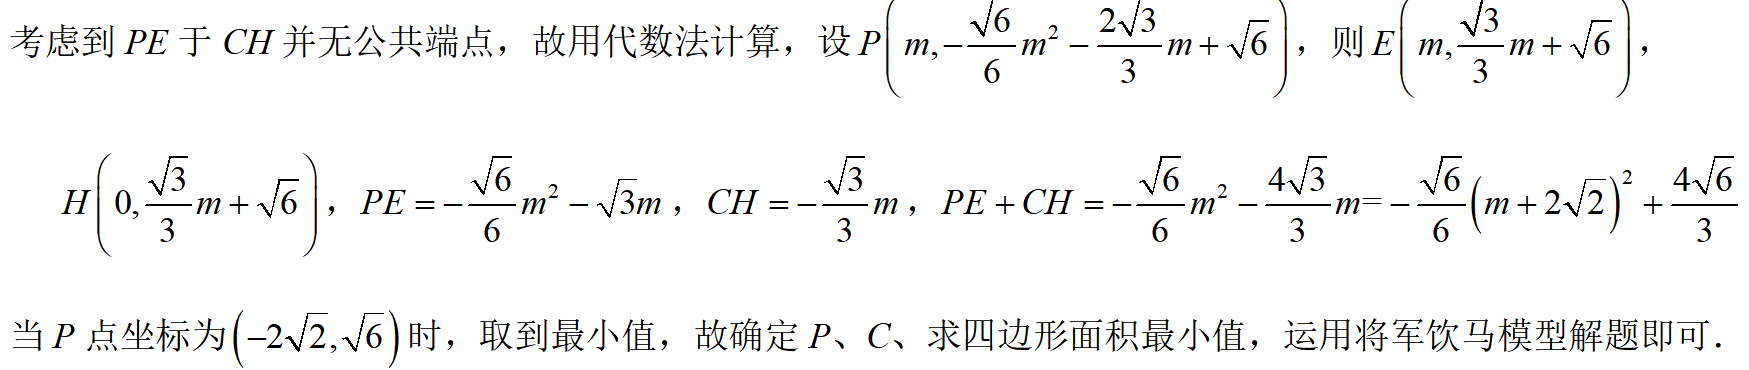 考虑到 PE 于 CH 并无公共端点，故用代数法计算，设 $P\left(m,-\frac{\sqrt{6}}{6}m^{2}-\frac{2\sqrt{3}}{3}m+\sqrt{6}\right)$，则 $E\left(m,\frac{\sqrt{3}}{3}m+\sqrt{6}\right)$，
$H\left(0,\frac{\sqrt{3}}{3}m+\sqrt{6}\right)$，$PE=-\frac{\sqrt{6}}{6}m^{2}-\sqrt{3}m$，$CH=-\frac{\sqrt{3}}{3}m$，$PE+CH=-\frac{\sqrt{6}}{6}m^{2}-\frac{4\sqrt{3}}{3}m=-\frac{\sqrt{6}}{6}\left(m+2\sqrt{2}\right)^{2}+\frac{4\sqrt{6}}{3}$
当 P 点坐标为 $\left(-2\sqrt{2},\sqrt{6}\right)$ 时，取到最小值，故确定 P、C、求四边形面积最小值，运用将军饮马模型解题即可．